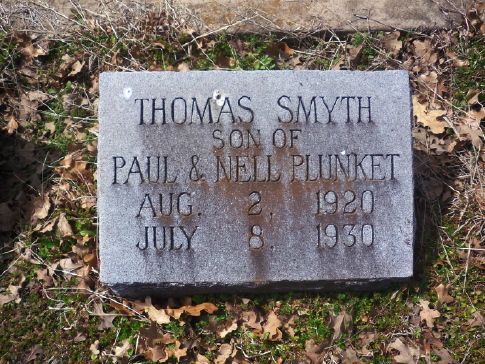 THOMAS SMYTH
SON OF
PAUL & NELL PLUNKET
AUG. 2, 1920
JULY 8, 1930